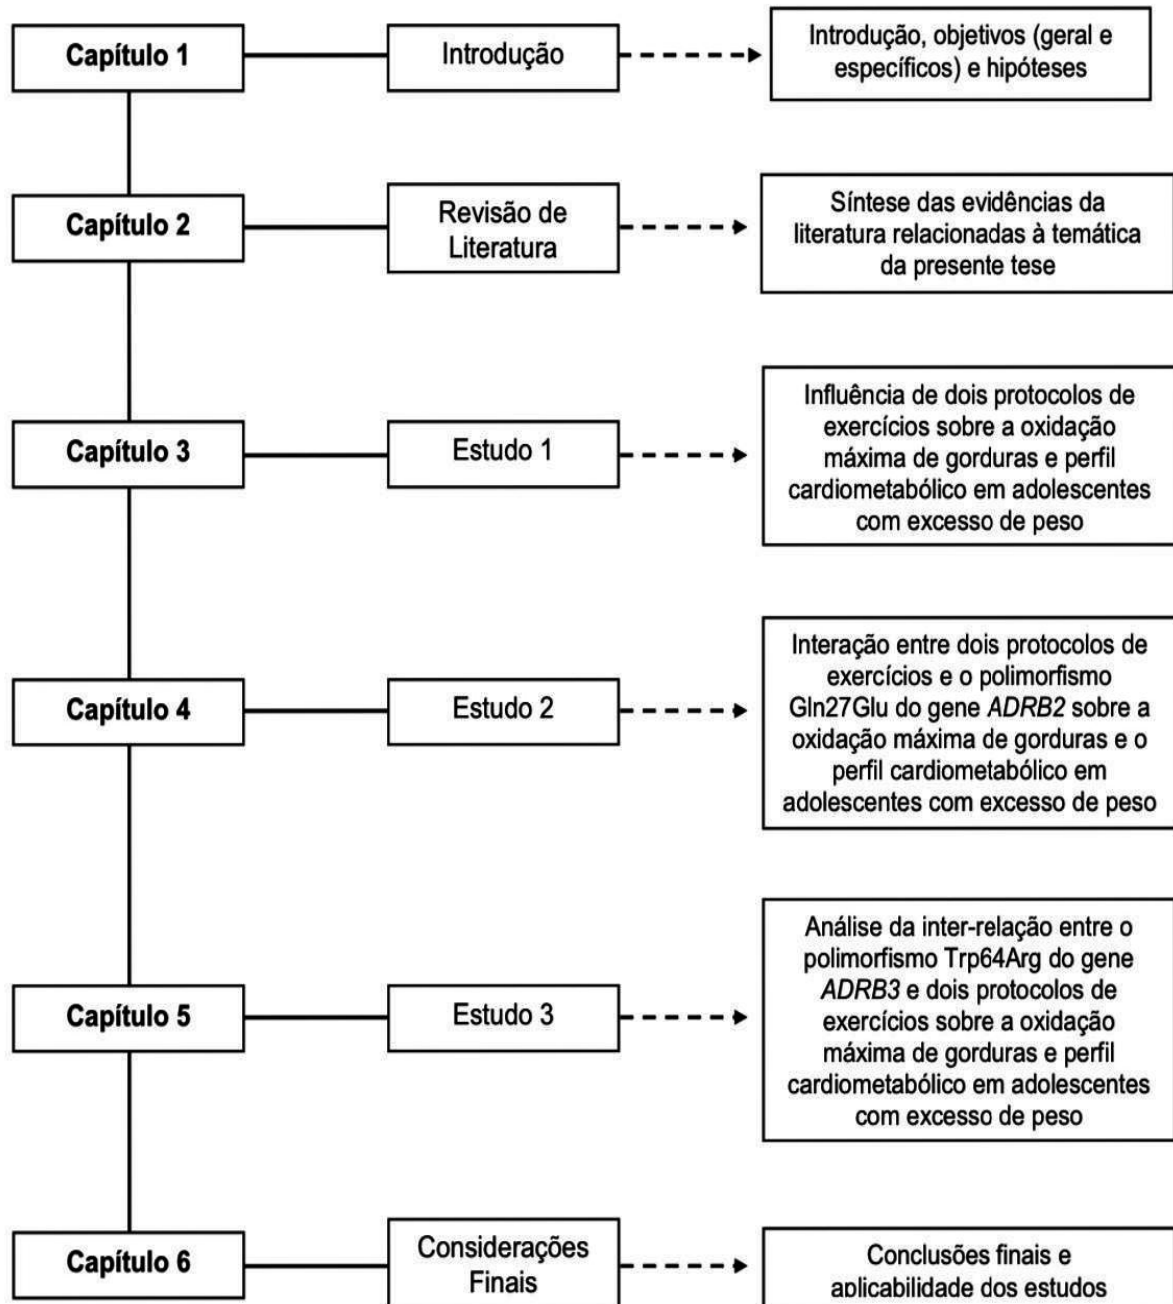 Capítulo 1
Introdução
Introdução, objetivos (geral e
específicos) e hipóteses
Capítulo 2
Revisão de
Literatura
Síntese das evidências da
literatura relacionadas à temática
da presente tese
Capítulo 3
Estudo 1
Influência de dois protocolos de
exercícios sobre a oxidação
máxima de gorduras e perfil
cardiometabólico em adolescentes
com excesso de peso
Capítulo 4
Estudo 2
Interação entre dois protocolos de
exercícios e o polimorfismo
Gln27Glu do gene ADRB2 sobre a
oxidação máxima de gorduras e o
perfil cardiometabólico em
adolescentes com excesso de peso
Capítulo 5
Estudo 3
Análise da inter-relação entre o
polimorfismo Trp64Arg do gene
ADRB3 e dois protocolos de
exercícios sobre a oxidação
máxima de gorduras e perfil
cardiometabólico em adolescentes
com excesso de peso
Capítulo 6
Considerações
Finais
Conclusões finais e
aplicabilidade dos estudos